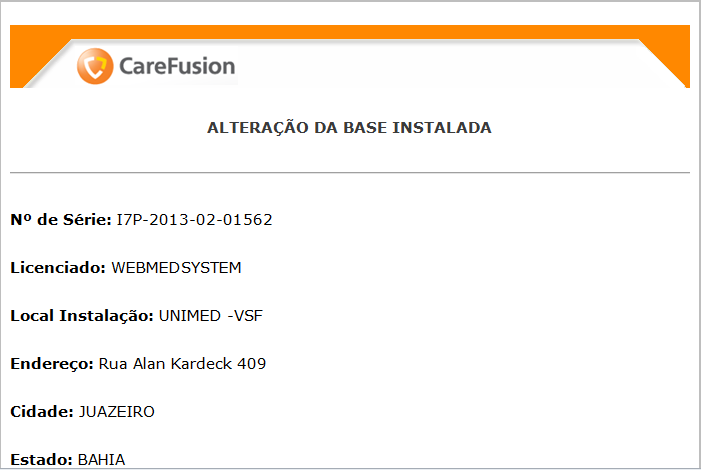 CareFusion
ALTERAÇÃO DA BASE INSTALADA
Nº de Série: I7P-2013-02-01562
Licenciado: WEBMEDSYSTEM
Local Instalação: UNIMED -VSF
Endereço: Rua Alan Kardeck 409
Cidade: JUAZEIRO
Estado: BAHIA